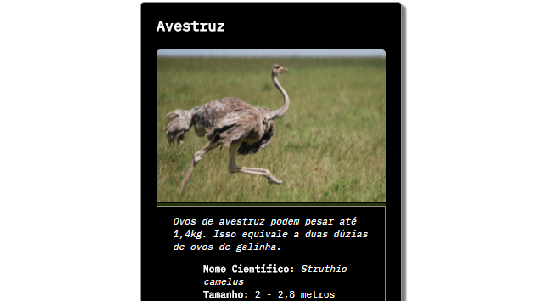 Avestruz
Ovos de avestruz podem pesar até
1,4kg. Isso equivale a duas dúzias
de ovos de galinha.
Nome Científico: Struthio
camelus
Tamanho: 2 - 2.8 metros